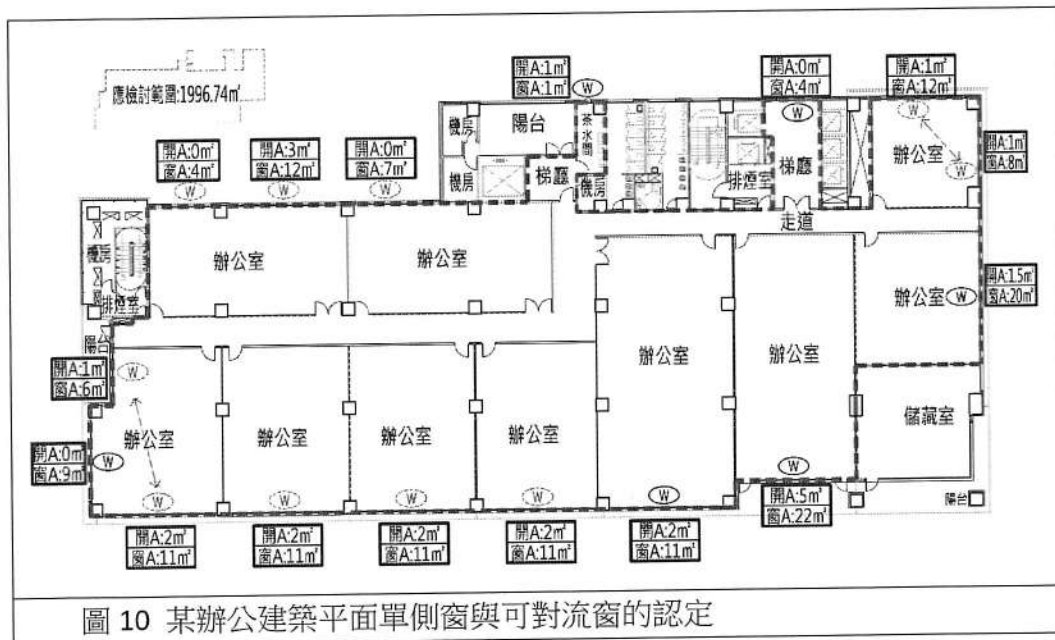 應檢討範圍:1996.74㎡
開A:1㎡
窗A:1㎡
W
開A:0㎡
窗A:4㎡
W
開A:1㎡
窗A:12㎡
W
開A:0㎡
窗A:4㎡
W
開A:3㎡
窗A:12㎡
W
開A:0㎡
窗A:7㎡
W
機房
陽台
茶水間
機房
梯廳
機房
排煙室
梯廳
辦公室
W
開A:1㎡
窗A:8㎡
走道
機房
排煙室
辦公室
辦公室
辦公室
W
開A:1.5㎡
窗A:20㎡
陽台
開A:1㎡
窗A:6㎡
W
辦公室
辦公室
儲藏室
辦公室
辦公室
辦公室
辦公室
開A:0㎡
窗A:9㎡
W
W
W
W
W
W
W
陽台
開A:2㎡
窗A:11㎡
開A:2㎡
窗A:11㎡
開A:2㎡
窗A:11㎡
開A:2㎡
窗A:11㎡
開A:2㎡
窗A:11㎡
開A:5㎡
窗A:22㎡
圖 10 某辦公建築平面單側窗與可對流窗的認定